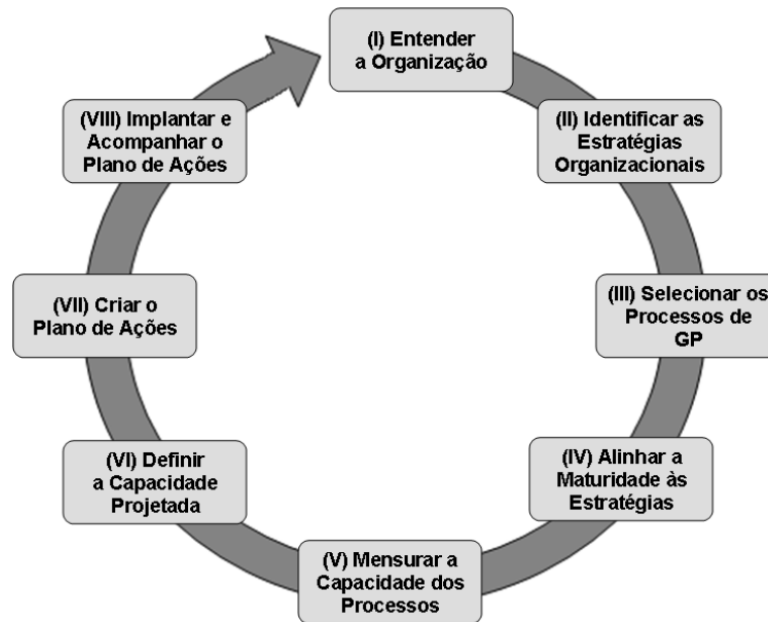 (I) Entender
a Organização
(II) Identificar as
Estratégias
Organizacionais
(III) Selecionar os
Processos de
GP
(IV) Alinhar a
Maturidade às
Estratégias
(V) Mensurar a
Capacidade dos
Processos
(VI) Definir
a Capacidade
Projetada
(VII) Criar o
Plano de Ações
(VIII) Implantar e
Acompanhar o
Plano de Ações